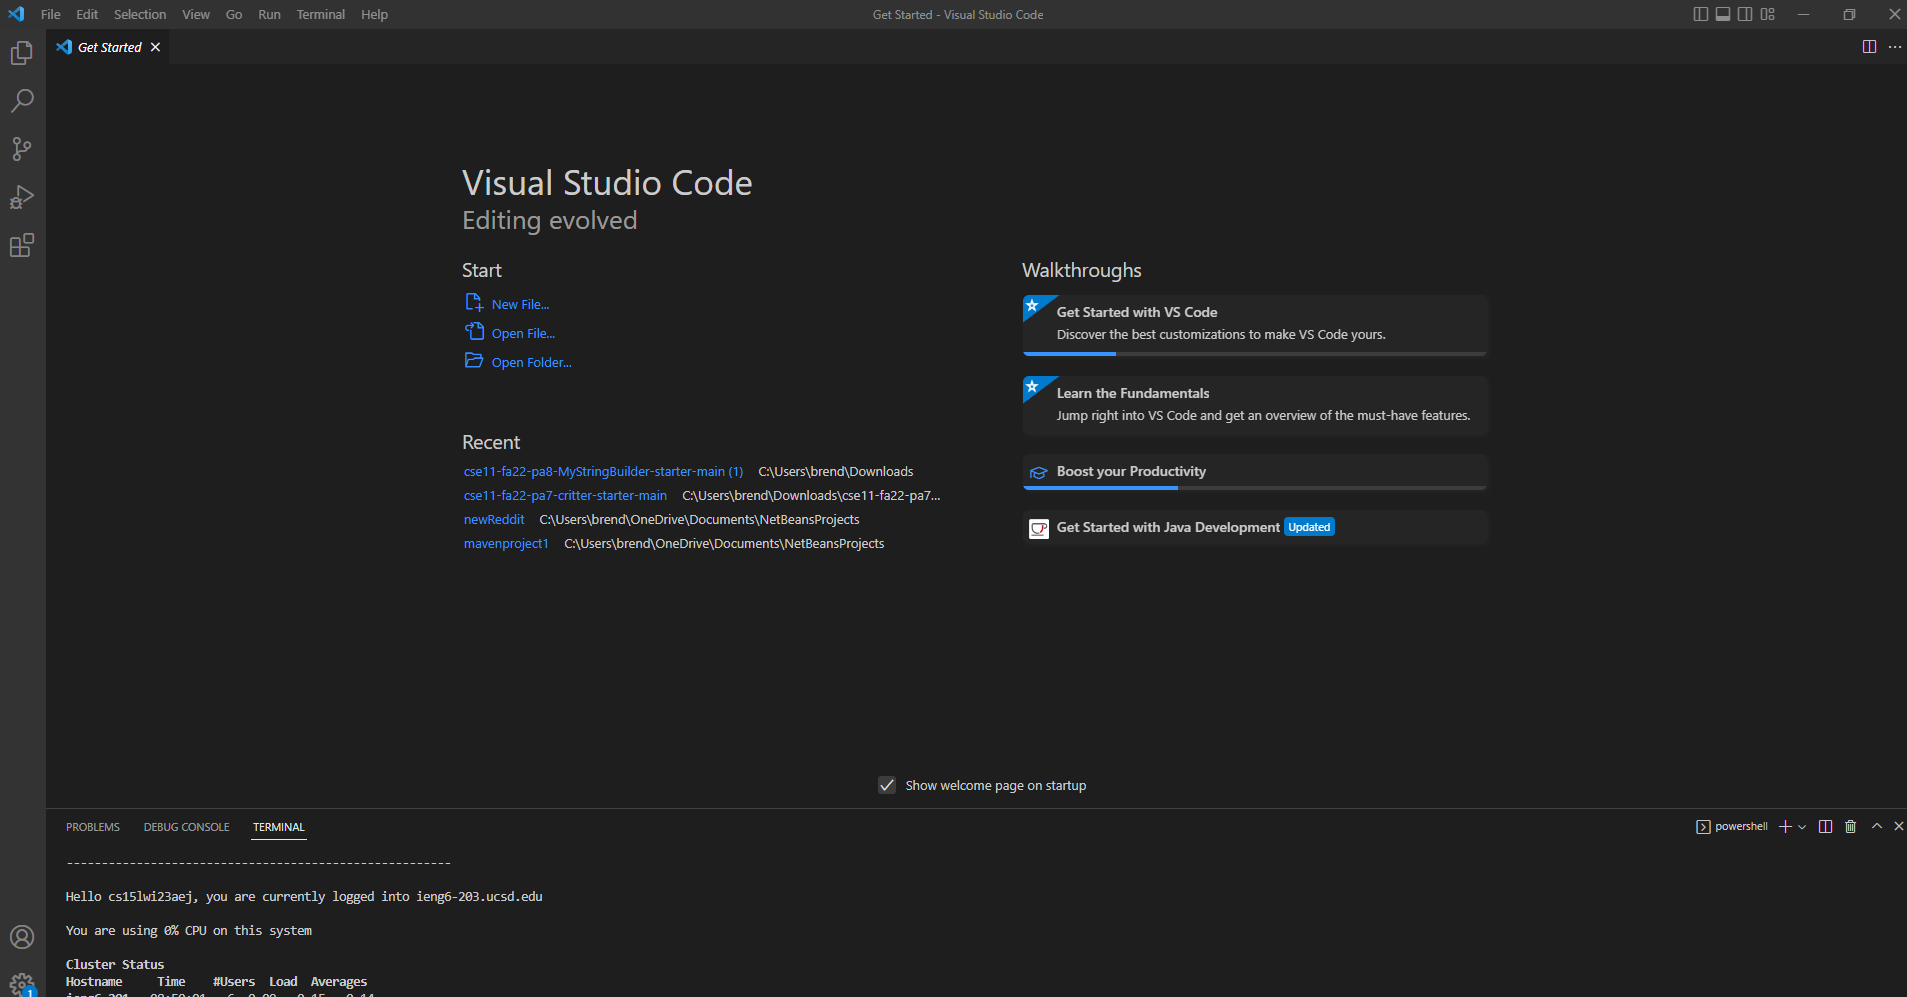 File Edit Selection View Go Run Terminal Help
Get Started - Visual Studio Code
Get Started
Visual Studio Code
Editing evolved
Start
New File...
Open File...
Open Folder...
Recent
cse11-fa22-pa8-MyStringBuilder-starter-main (1) C:\Users\brend\Downloads
cse11-fa22-pa7-critter-starter-main C:\Users\brend\Downloads\cse11-fa22-pa7...
newReddit C:\Users\brend\OneDrive\Documents\NetBeansProjects
mavenproject1 C:\Users\brend\OneDrive\Documents\NetBeansProjects
Walkthroughs
Get Started with VS Code
Discover the best customizations to make VS Code yours.
Learn the Fundamentals
Jump right into VS Code and get an overview of the must-have features.
Boost your Productivity
Get Started with Java Development Updated
Show welcome page on startup
PROBLEMS DEBUG CONSOLE TERMINAL
powershell
-------------------------------------------------------
Hello cs15lwi23aej, you are currently logged into ieng6-203.ucsd.edu
You are using 0% CPU on this system
Cluster Status
Hostname Time #Users Load Averages
1